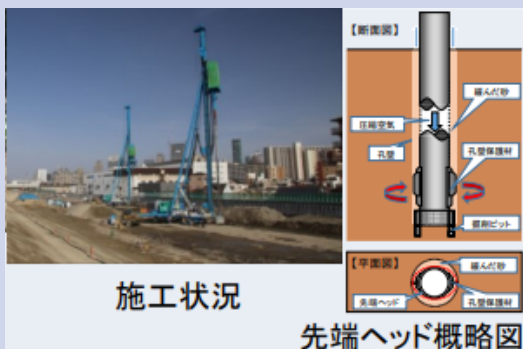 【断面図】
緩んだ砂
圧縮空気
孔壁
孔壁保護材
掘削ビット
【平面図】
緩んだ砂
先端ヘッド
孔壁保護材
施工状況
先端ヘッド概略図